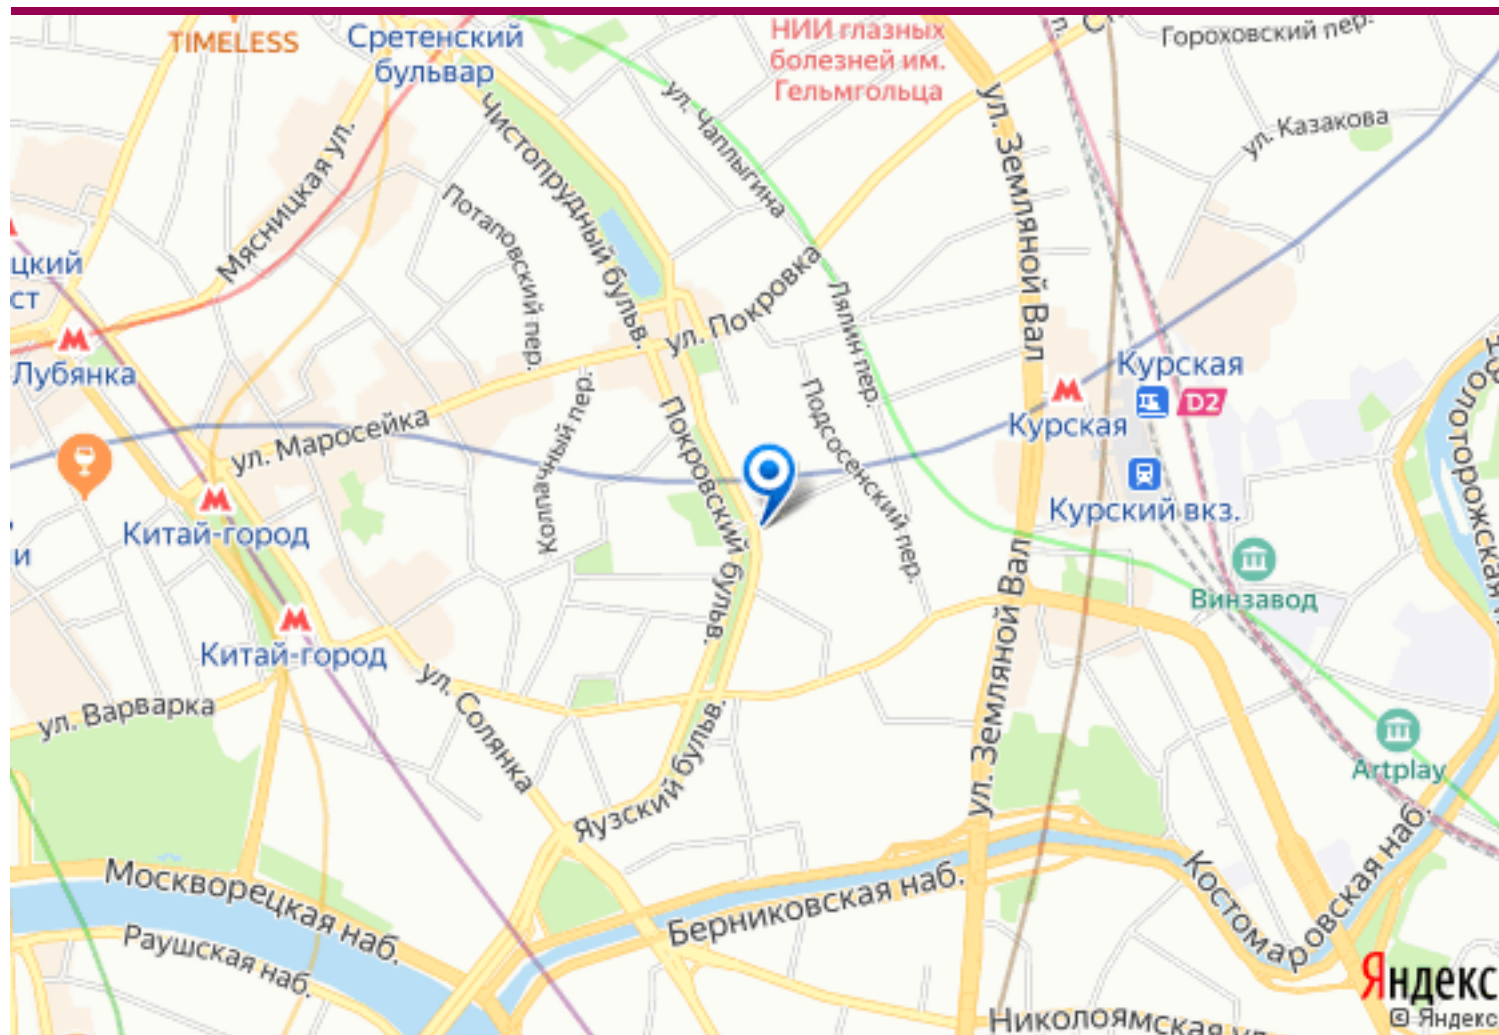 TIMELESS
Сретенский
бульвар
НИИ глазных
болезней им.
Гельмгольца
Гороховский пер.
ул. Казакова
ул. Чаплыгина
ул. Земляной Вал
Чистопрудный бульв.
Мясницкая ул.
Потаповский пер.
цкий
ст
Лубянка
ул. Покровка
Лялин пер.
Подсосенский пер.
Курская
D2
Курская
Курский вкз.
ул. Маросейка
Колпачный пер.
Покровский бульв.
Китай-город
и
Китай-город
Винзавод
ул. Земляной Вал
ул. Варварка
ул. Солянка
Яузский бульв.
Artplay
Москворецкая наб.
Раушская наб.
Берниковская наб.
Костомаровская наб.
Золоторожская
Николоямская ул
Яндекс
© Яндекс